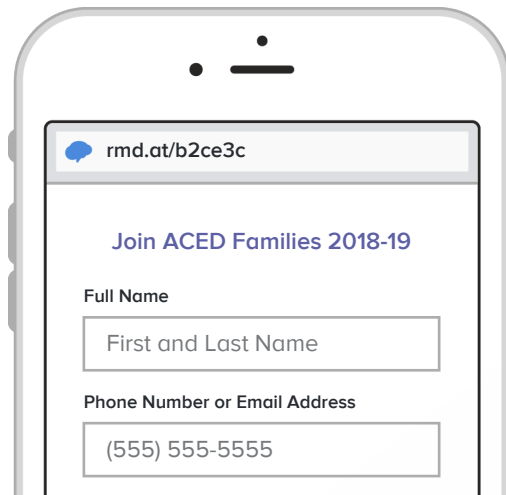 rmd.at/b2ce3c
Join ACED Families 2018-19
Full Name
First and Last Name
Phone Number or Email Address
(555) 555-5555